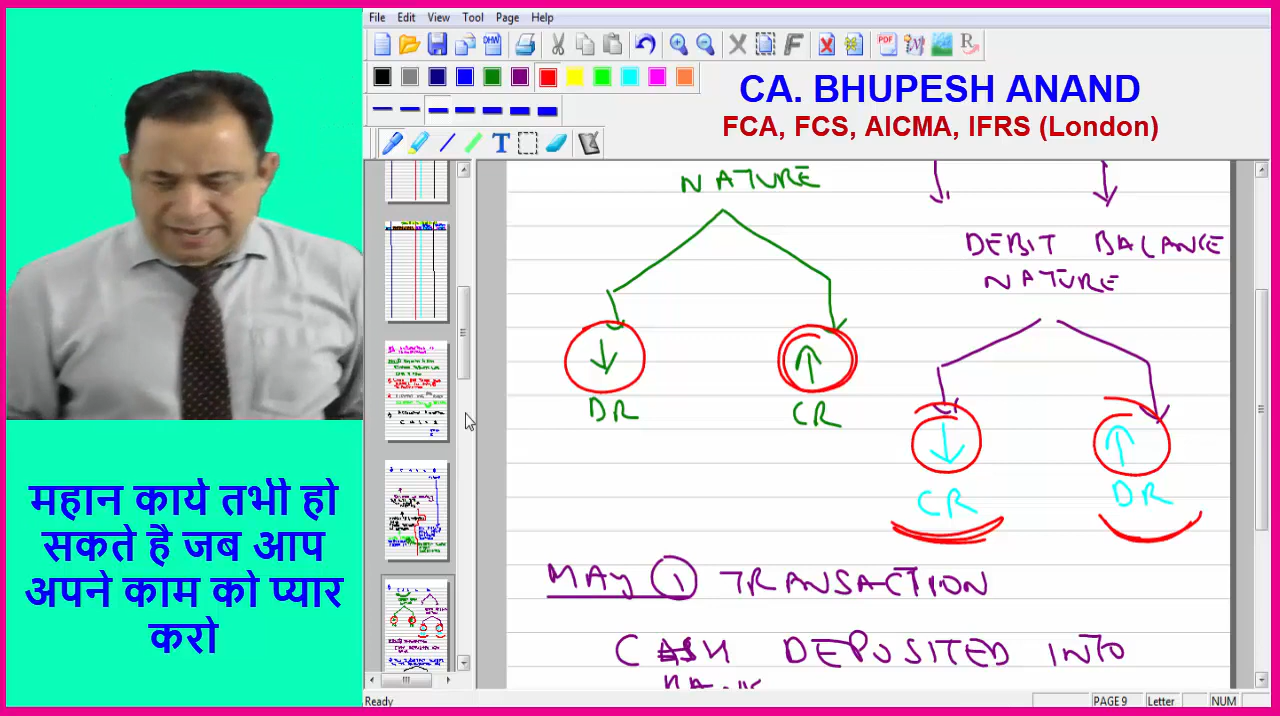 File Edit View Tool Page Help
CA. BHUPESH ANAND
FCA, FCS, AICMA, IFRS (London)
NATURE
DEBIT BALANCE
NATURE
DR
CR
CR
DR
MAY 1 TRANSACTION
CASH DEPOSITED INTO
BANK
महान कार्य तभी हो
सकते है जब आप
अपने काम को प्यार
करो
Ready
PAGE 9 Letter NUM